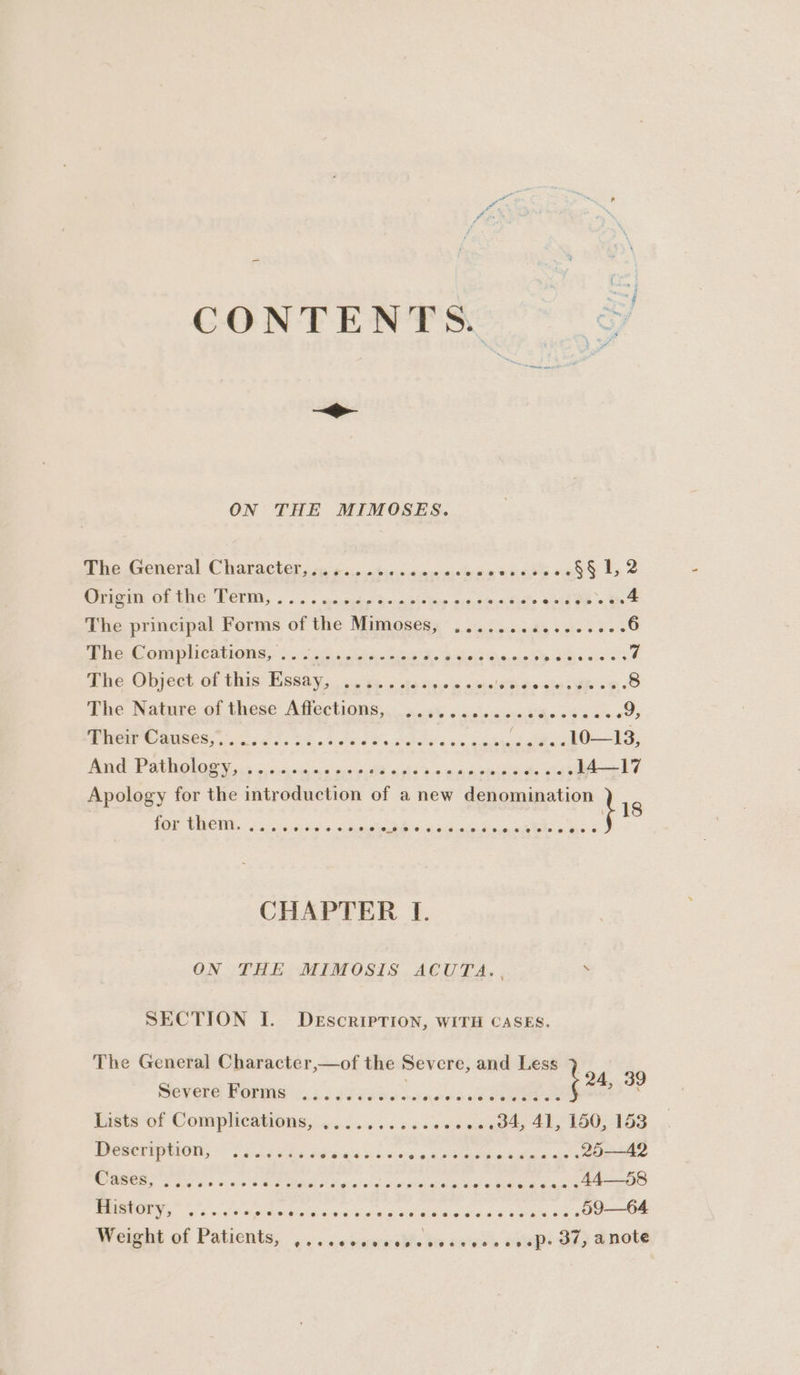 CONTENTS.
ON THE MIMOSES.
The General Character, ........................ §§ 1, 2
Origin of the Term, ........................ 4
The principal Forms of the Mimoses, ................ 6
The Complications, ........................ 7
The Object of this Essay, ........................ 8
The Nature of these Affections, .................... 9,
Their Causes, ........................ 10—13,
And Pathology, ........................ 14—17
Apology for the introduction of a new denomination
for them. ........................ } 18
CHAPTER I.
ON THE MIMOSIS ACUTA.
SECTION I. DESCRIPTION, WITH CASES.
The General Character,—of the Severe, and Less
Severe Forms ........................ } 24, 39
Lists of Complications, ................ 34, 41, 150, 153
Description, ........................ 25—42
Cases, ........................ 44—58
History, ........................ 59—64
Weight of Patients, ........................ p. 37, a note